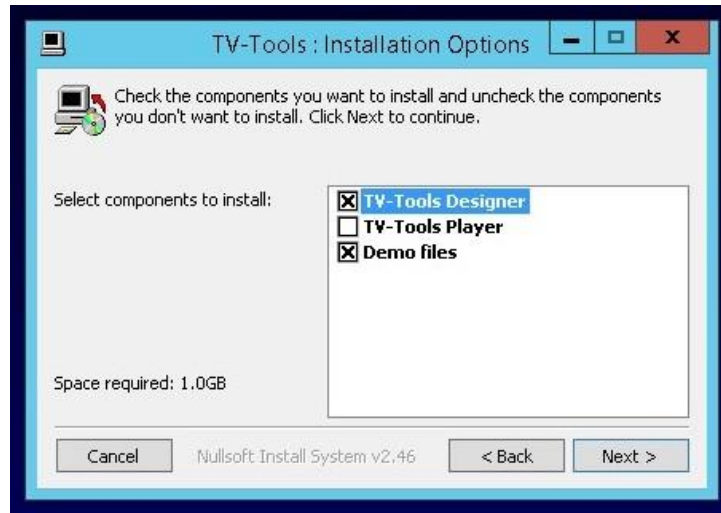 TV-Tools : Installation Options
Check the components you want to install and uncheck the components
you don't want to install. Click Next to continue.
Select components to install:
TV-Tools Designer
TV-Tools Player
Demo files
Space required: 1.0GB
Cancel
Nullsoft Install System v2.46
< Back
Next >